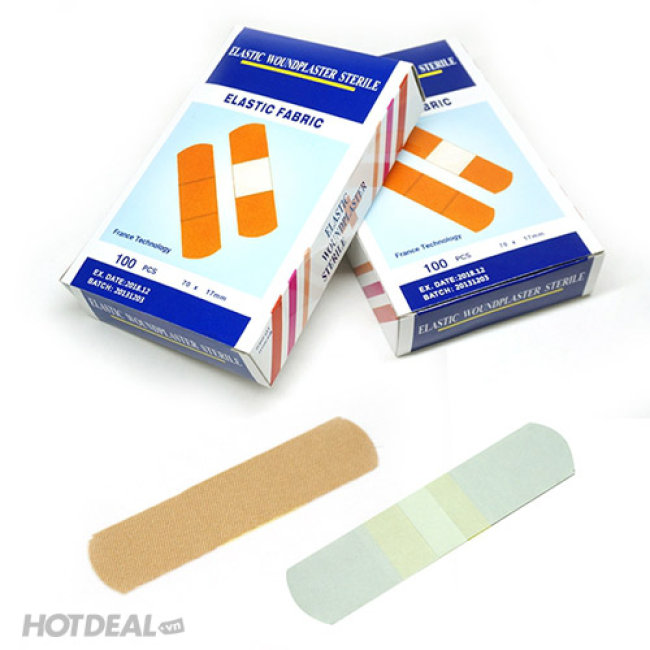 ELASTIC WOUNDPLASTER STERILE
ELASTIC FABRIC
France Technology
100 PCS 70 x 17mm
EX. DATE:2018.12
BATCH: 20131203
ELASTIC WOUNDPLASTER STERILE
ELASTIC
WOUNDPLASTER
STERILE
STERILE
BRIC
France Technology
100 PCS 70 x 17mm
EX. DATE:2018.12
BATCH: 20131203
ELASTIC WOUNDPLASTER STERILE
HOTDEAL.vn